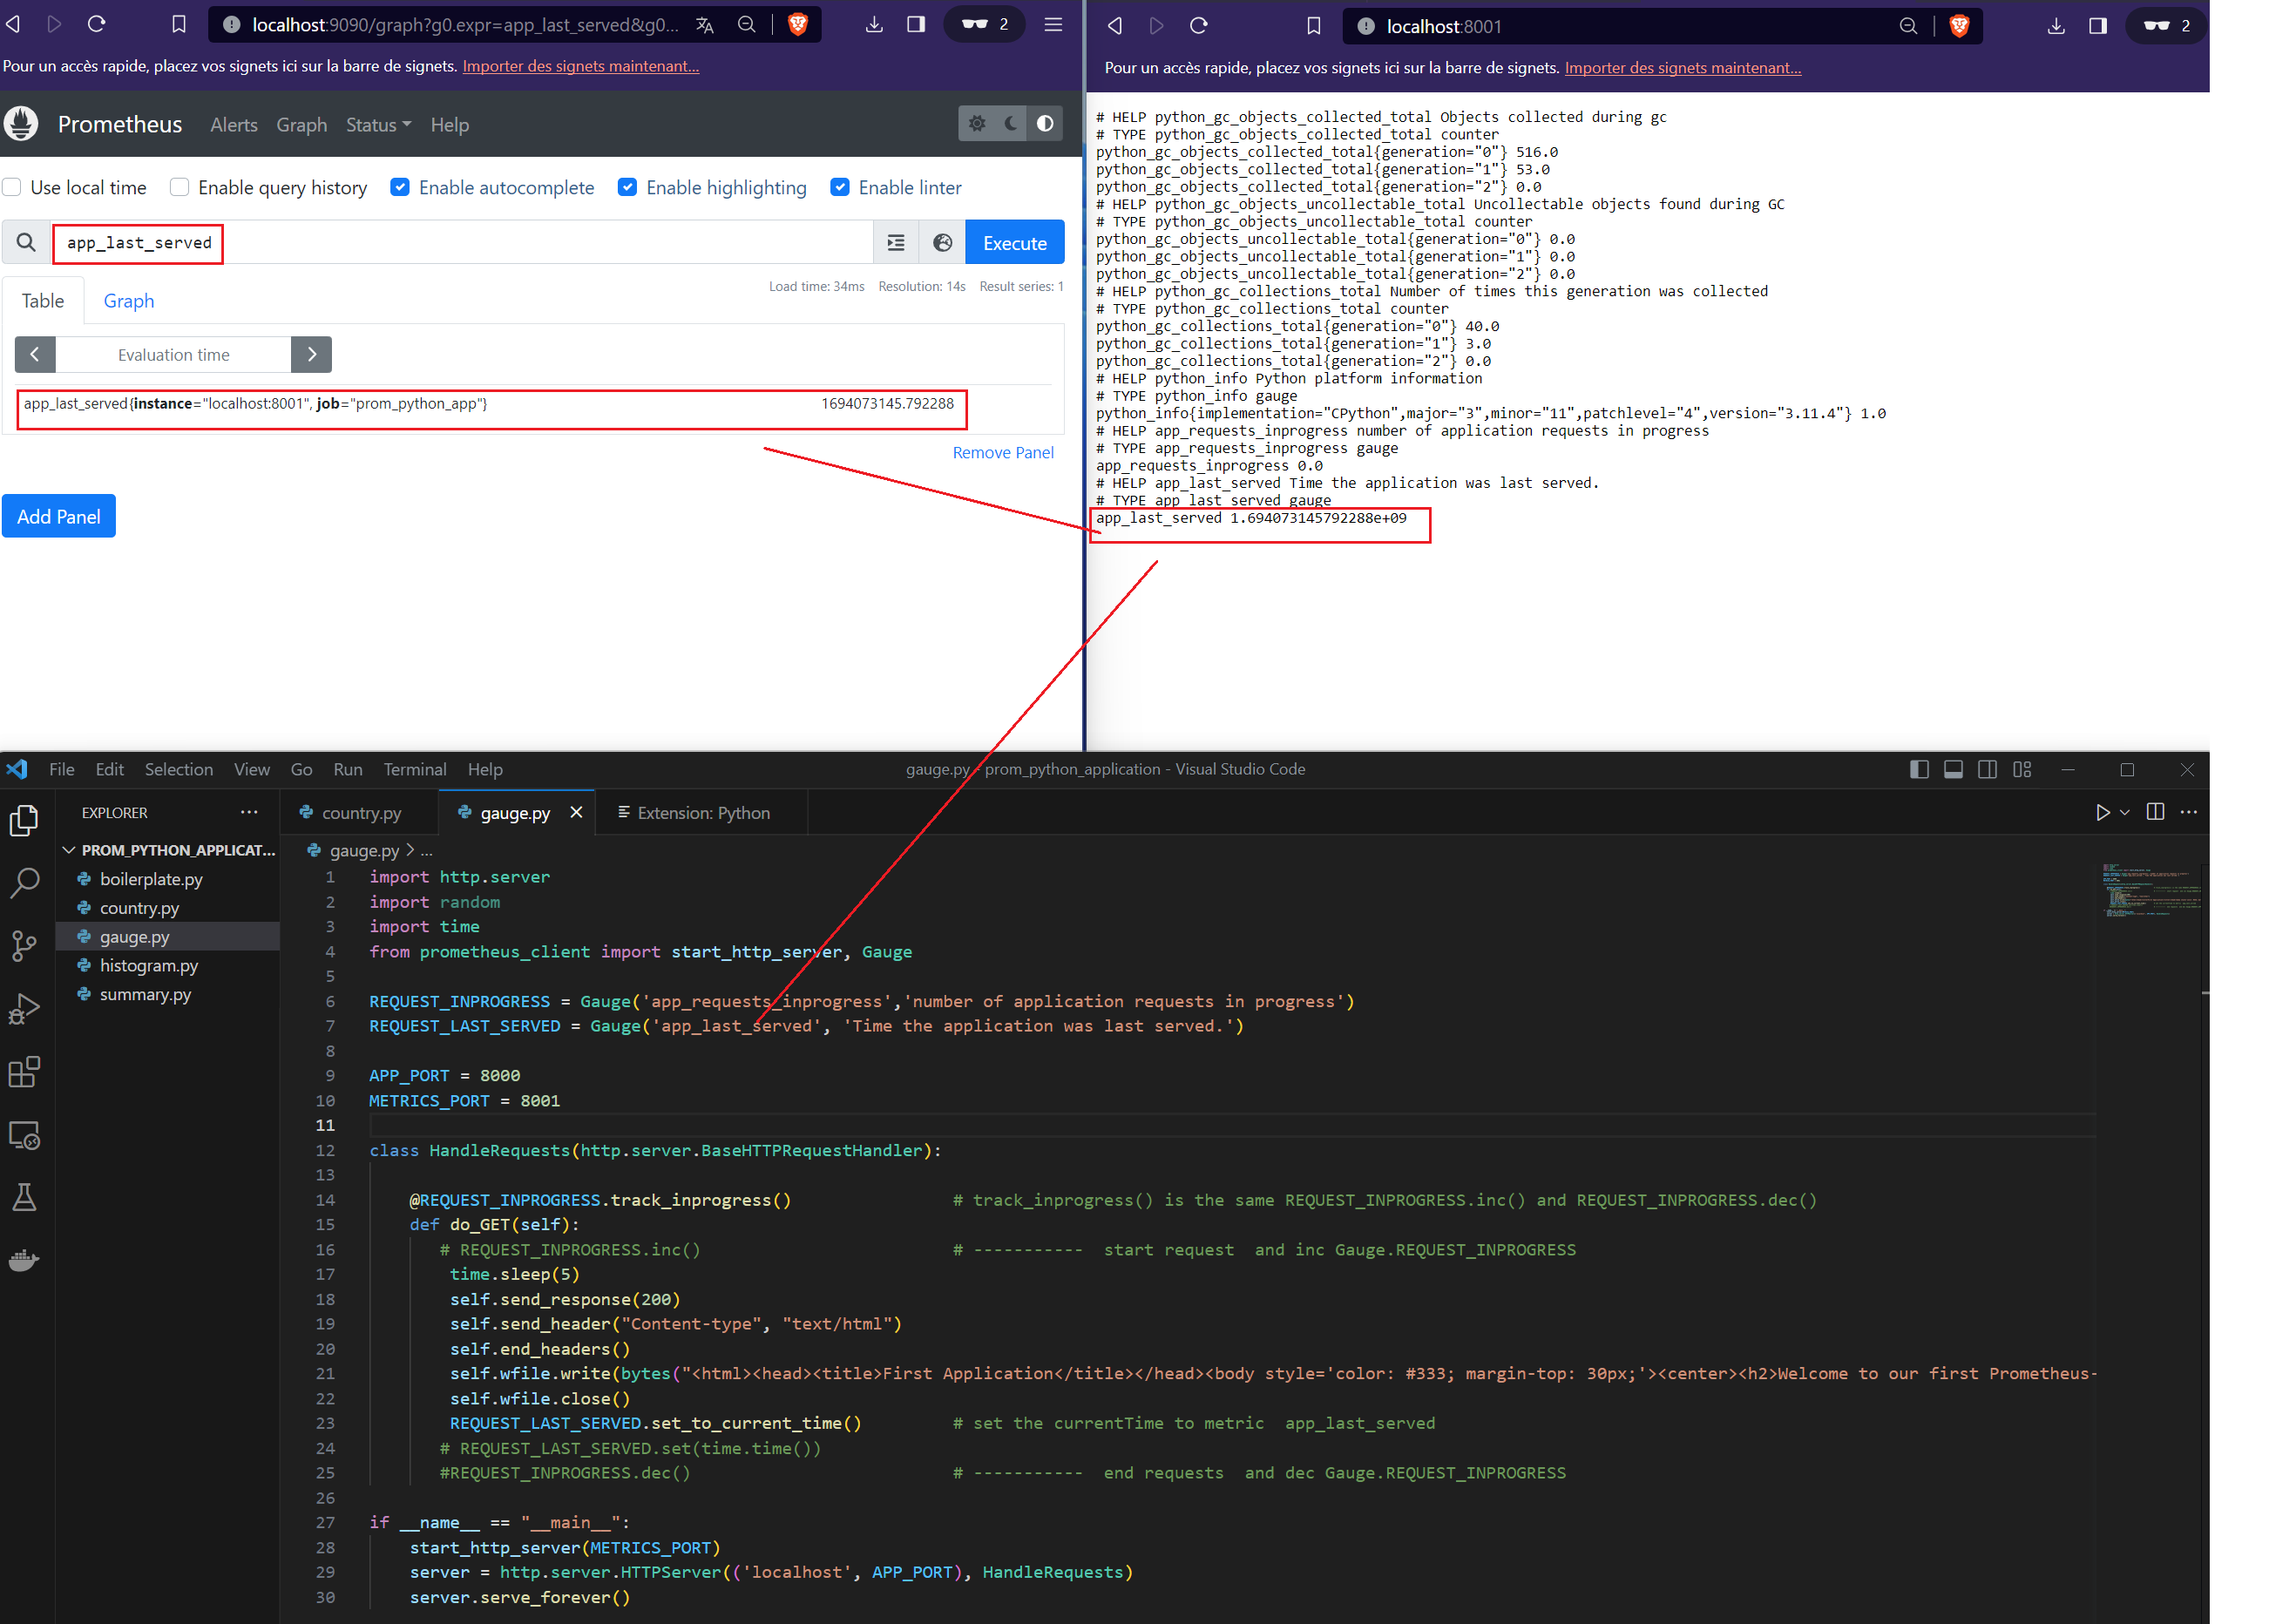 localhost:9090/graph?g0.expr=app_last_served&g0...
2
Pour un accès rapide, placez vos signets ici sur la barre de signets. Importer des signets maintenant...
Prometheus Alerts Graph Status Help
Use local time Enable query history Enable autocomplete Enable highlighting Enable linter
app_last_served
Execute
Load time: 34ms Resolution: 14s Result series: 1
Table Graph
Evaluation time
app_last_served{instance="localhost:8001", job="prom_python_app"} 1694073145.792288
Remove Panel
Add Panel
localhost:8001
2
Pour un accès rapide, placez vos signets ici sur la barre de signets. Importer des signets maintenant...
# HELP python_gc_objects_collected_total Objects collected during gc
# TYPE python_gc_objects_collected_total counter
python_gc_objects_collected_total{generation="0"} 516.0
python_gc_objects_collected_total{generation="1"} 53.0
python_gc_objects_collected_total{generation="2"} 0.0
# HELP python_gc_objects_uncollectable_total Uncollectable objects found during GC
# TYPE python_gc_objects_uncollectable_total counter
python_gc_objects_uncollectable_total{generation="0"} 0.0
python_gc_objects_uncollectable_total{generation="1"} 0.0
python_gc_objects_uncollectable_total{generation="2"} 0.0
# HELP python_gc_collections_total Number of times this generation was collected
# TYPE python_gc_collections_total counter
python_gc_collections_total{generation="0"} 40.0
python_gc_collections_total{generation="1"} 3.0
python_gc_collections_total{generation="2"} 0.0
# HELP python_info Python platform information
# TYPE python_info gauge
python_info{implementation="CPython",major="3",minor="11",patchlevel="4",version="3.11.4"} 1.0
# HELP app_requests_inprogress number of application requests in progress
# TYPE app_requests_inprogress gauge
app_requests_inprogress 0.0
# HELP app_last_served Time the application was last served.
# TYPE app_last_served gauge
app_last_served 1.694073145792288e+09
File Edit Selection View Go Run Terminal Help
gauge.py - prom_python_application - Visual Studio Code
EXPLORER ...
country.py gauge.py Extension: Python
PROM_PYTHON_APPLICAT...
boilerplate.py
country.py
gauge.py
histogram.py
summary.py
gauge.py > ...
1 import http.server
2 import random
3 import time
4 from prometheus_client import start_http_server, Gauge
5
6 REQUEST_INPROGRESS = Gauge('app_requests_inprogress','number of application requests in progress')
7 REQUEST_LAST_SERVED = Gauge('app_last_served', 'Time the application was last served.')
8
9 APP_PORT = 8000
10 METRICS_PORT = 8001
11
12 class HandleRequests(http.server.BaseHTTPRequestHandler):
13
14 @REQUEST_INPROGRESS.track_inprogress() # track_inprogress() is the same REQUEST_INPROGRESS.inc() and REQUEST_INPROGRESS.dec()
15 def do_GET(self):
16 # REQUEST_INPROGRESS.inc() # ----------- start request and inc Gauge.REQUEST_INPROGRESS
17 time.sleep(5)
18 self.send_response(200)
19 self.send_header("Content-type", "text/html")
20 self.end_headers()
21 self.wfile.write(bytes("<html><head><title>First Application</title></head><body style='color: #333; margin-top: 30px;'><center><h2>Welcome to our first Prometheus-
22 self.wfile.close()
23 REQUEST_LAST_SERVED.set_to_current_time() # set the currentTime to metric app_last_served
24 # REQUEST_LAST_SERVED.set(time.time())
25 #REQUEST_INPROGRESS.dec() # ----------- end requests and dec Gauge.REQUEST_INPROGRESS
26
27 if __name__ == "__main__":
28 start_http_server(METRICS_PORT)
29 server = http.server.HTTPServer(('localhost', APP_PORT), HandleRequests)
30 server.serve_forever()